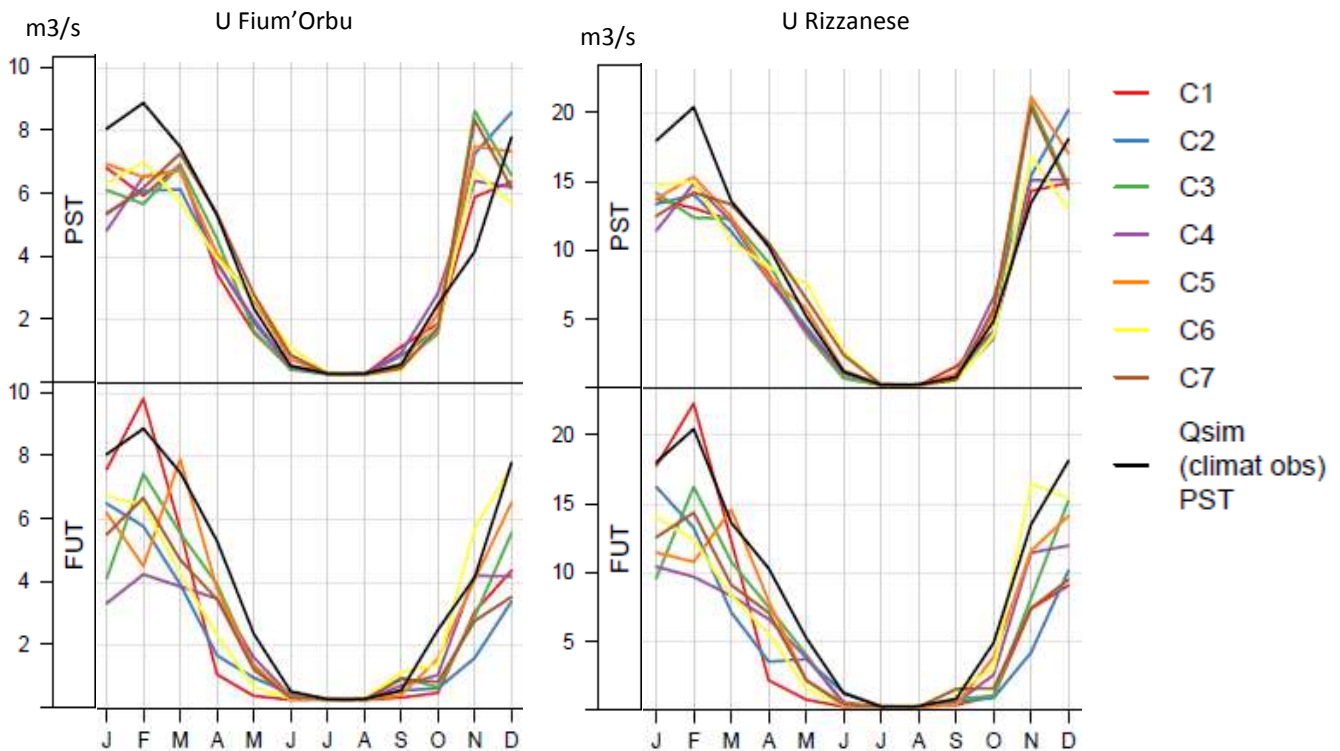 U Fium’Orbu
U Rizzanese
m3/s
m3/s
10
8
6
4
2
PST
20
15
10
5
PST
10
8
6
4
2
FUT
20
15
10
5
FUT
J F M A M J J A S O N D
J F M A M J J A S O N D
C1
C2
C3
C4
C5
C6
C7
Qsim
(climat obs)
PST